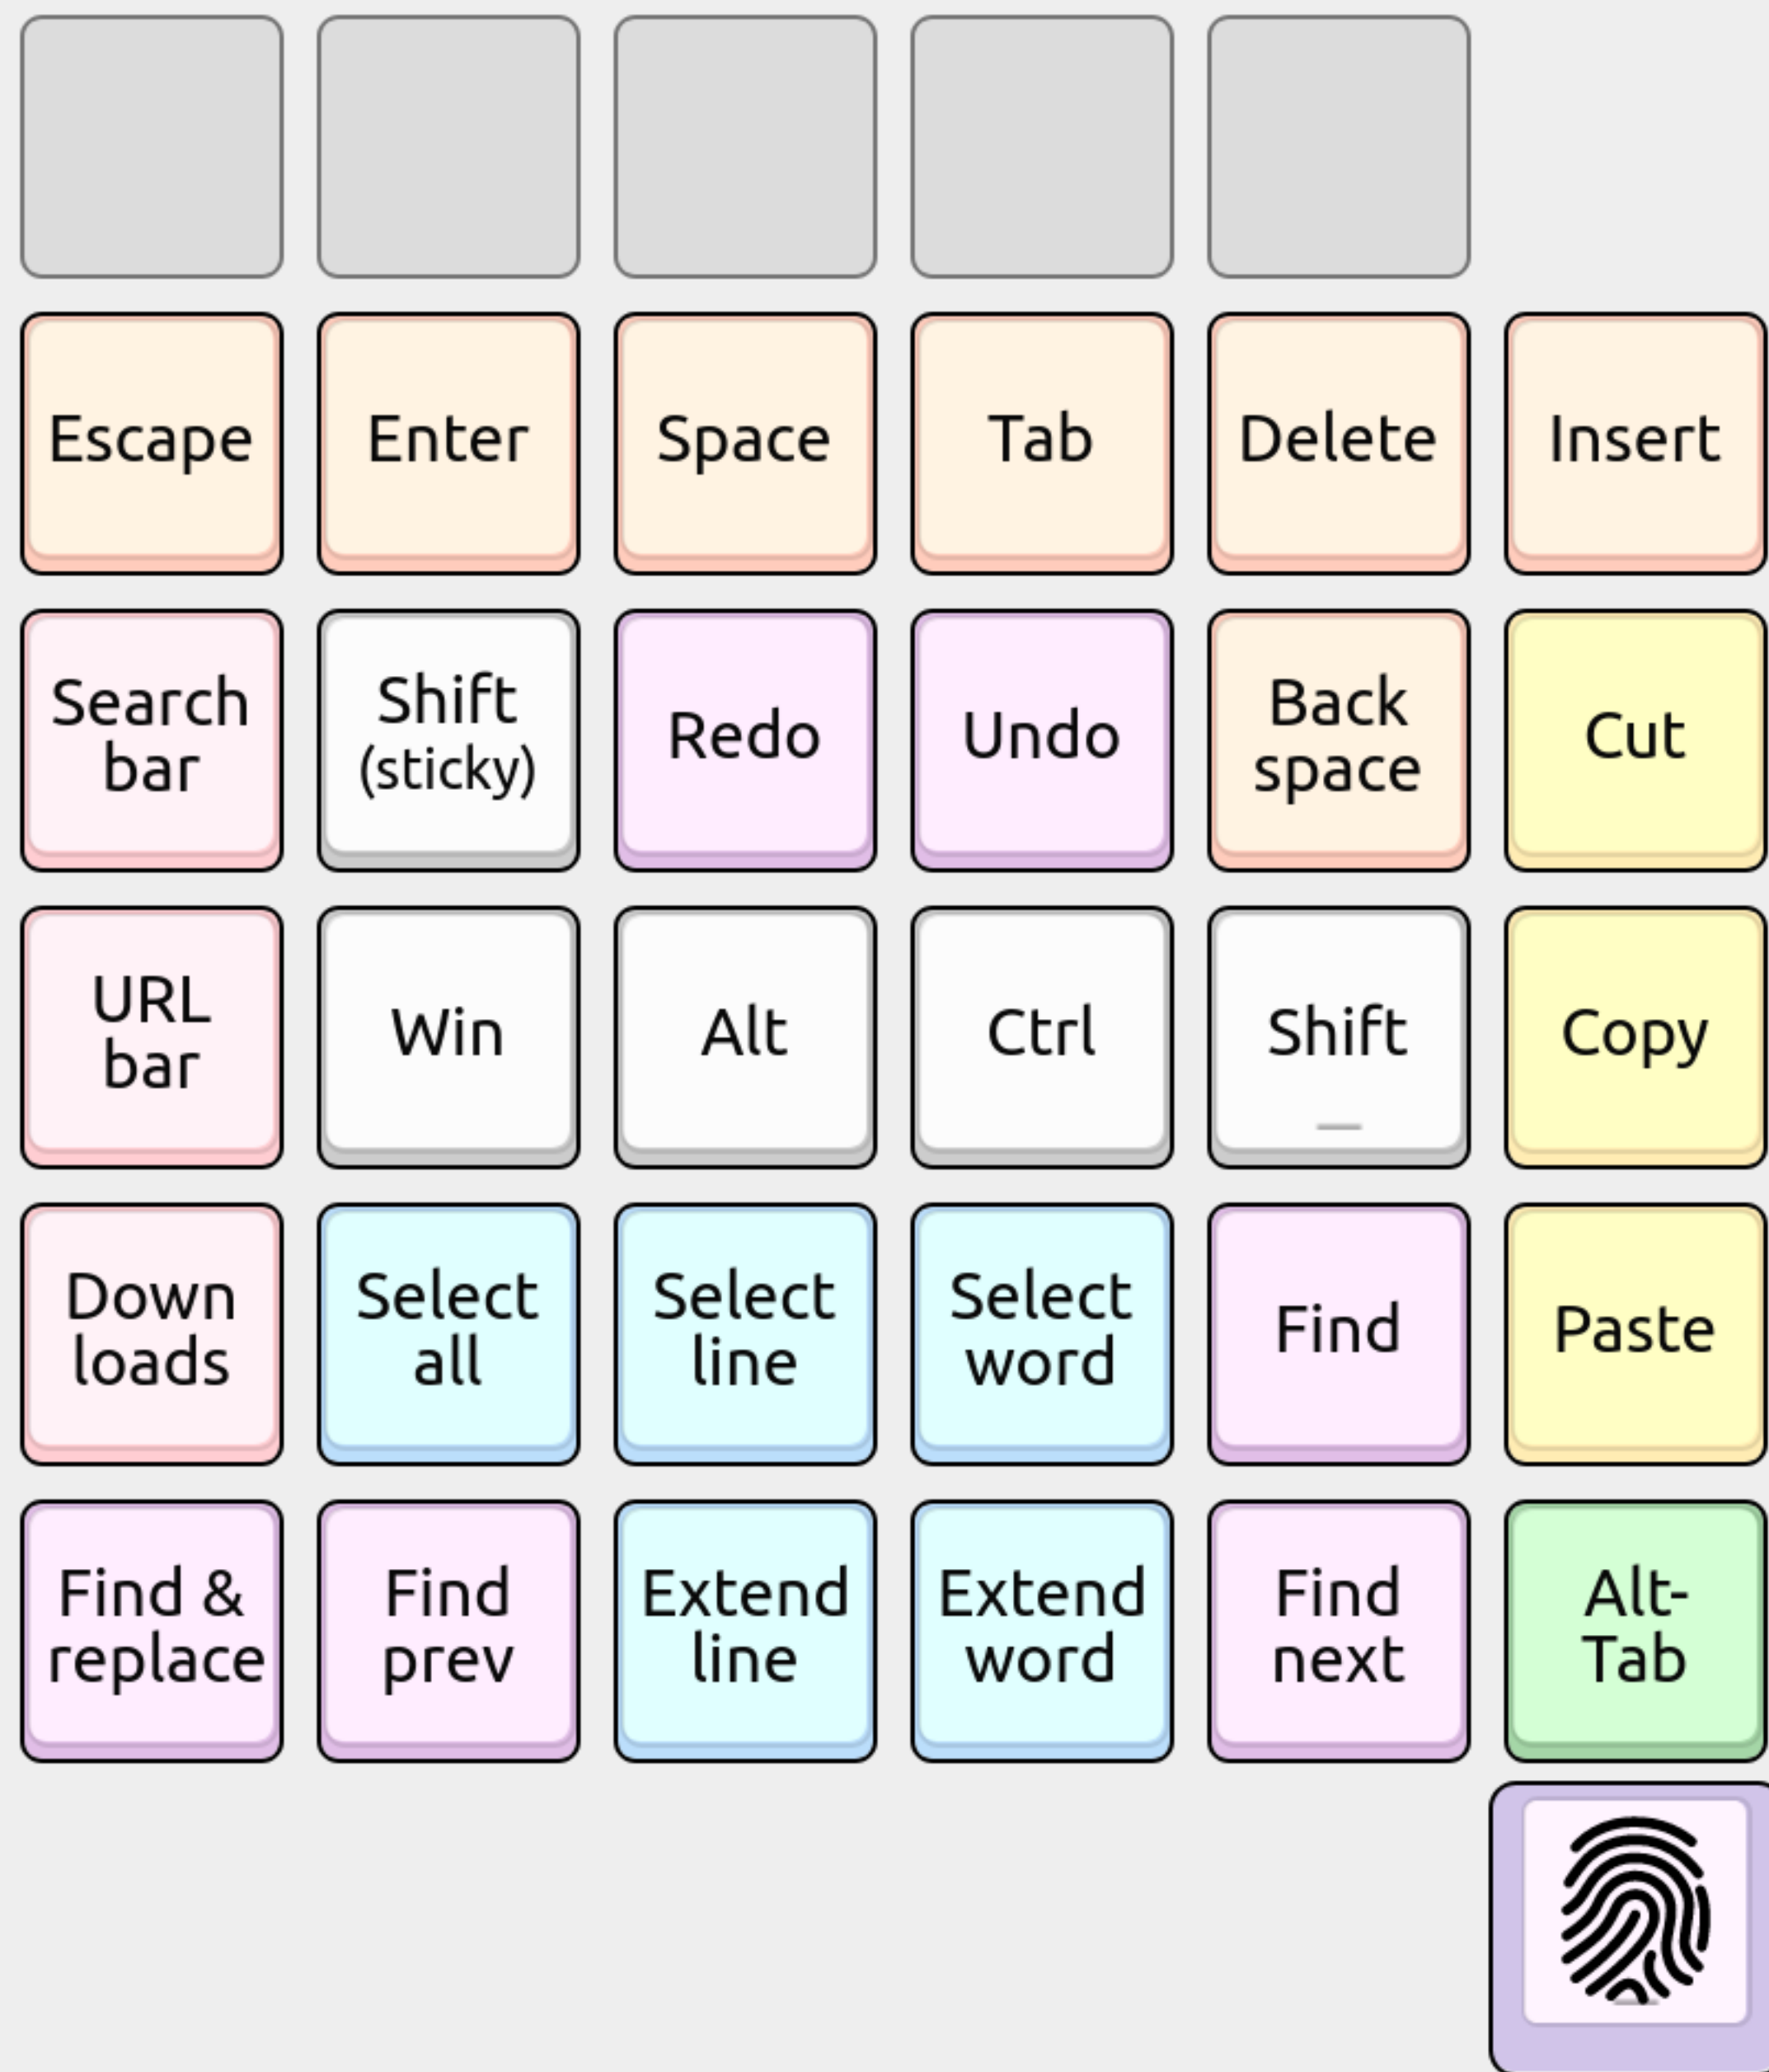 Escape
Enter
Space
Tab
Delete
Insert
Search
bar
Shift
(sticky)
Redo
Undo
Back
space
Cut
URL
bar
Win
Alt
Ctrl
Shift
Copy
Down
loads
Select
all
Select
line
Select
word
Find
Paste
Find &
replace
Find
prev
Extend
line
Extend
word
Find
next
Alt-
Tab